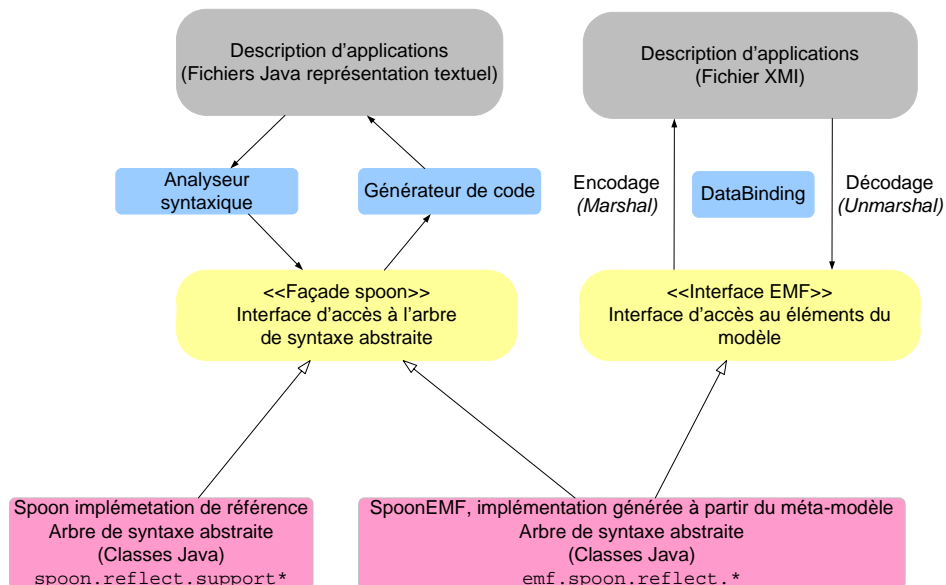 Description d'applications
(Fichiers Java représentation textuel)
Description d'applications
(Fichier XMI)
Analyseur
syntaxique
Générateur de code
Encodage
(Marshal)
DataBinding
Décodage
(Unmarshal)
<<Façade spoon>>
Interface d'accès à l'arbre
de syntaxe abstraite
<<Interface EMF>>
Interface d'accès au éléments du
modèle
Spoon implémetation de référence
Arbre de syntaxe abstraite
(Classes Java)
spoon.reflect.support*
SpoonEMF, implémentation générée à partir du méta-modèle
Arbre de syntaxe abstraite
(Classes Java)
emf.spoon.reflect.*